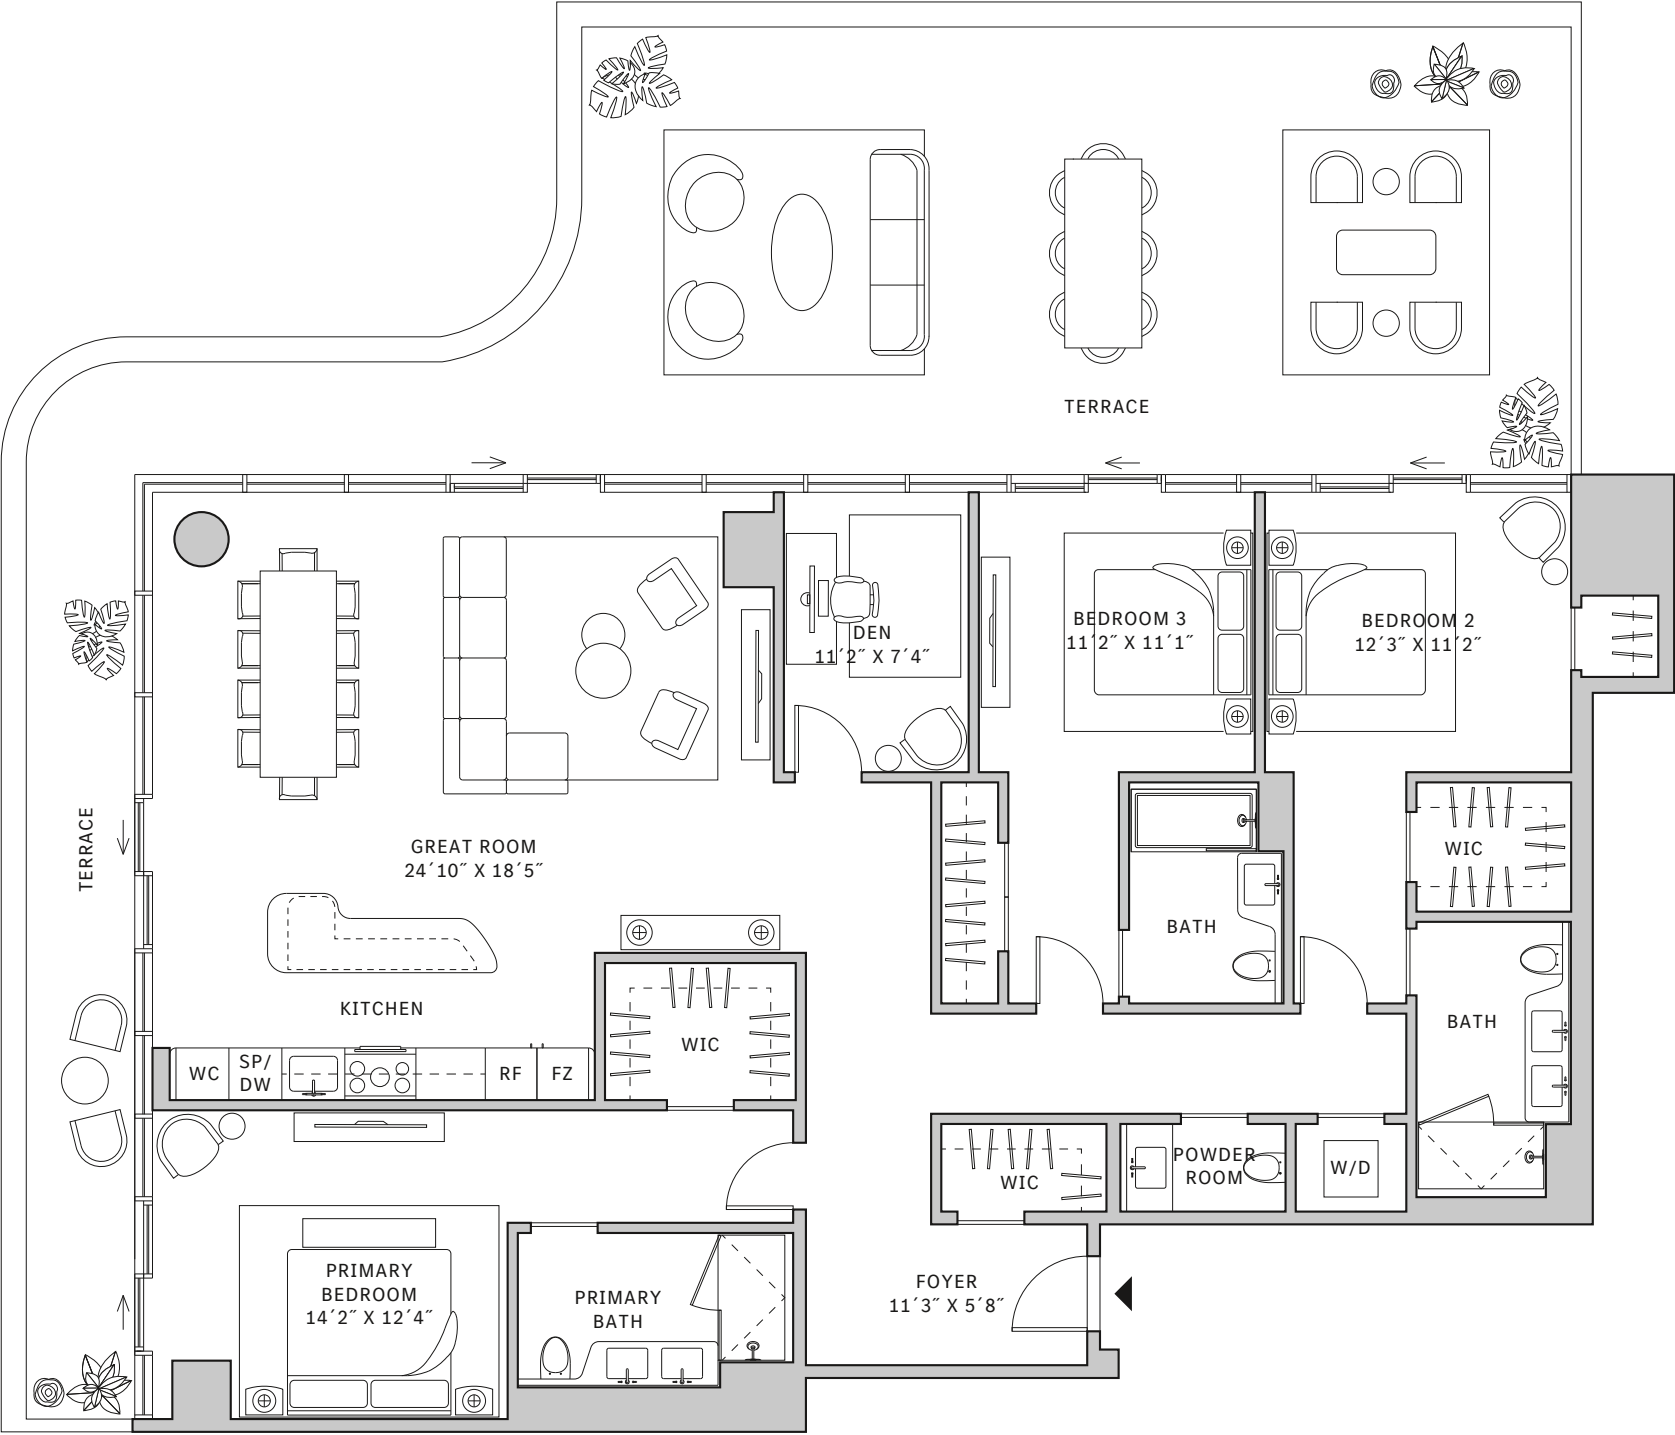 TERRACE
DEN
11´2˝ X 7´4˝
BEDROOM 3
11´2˝ X 11´1˝
BEDROOM 2
12´3˝ X 11´2˝
TERRACE
GREAT ROOM
24´10˝ X 18´5˝
WIC
BATH
KITCHEN
BATH
WIC
WC
SP/
DW
RF
FZ
POWDER
ROOM
W/D
WIC
PRIMARY
BEDROOM
14´2˝ X 12´4˝
PRIMARY
BATH
FOYER
11´3˝ X 5´8˝